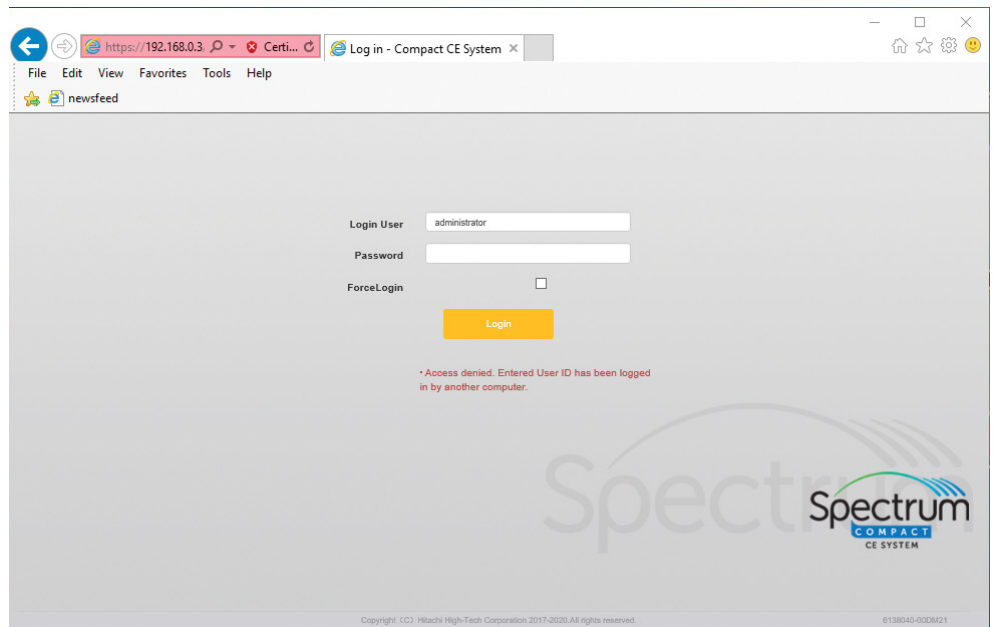 https://192.168.0.3 Certi... Log in - Compact CE System
File Edit View Favorites Tools Help
newsfeed
Login User administrator
Password
ForceLogin
Login
• Access denied. Entered User ID has been logged
in by another computer.
Spectrum
Spectrum
COMPACT
CE SYSTEM
Copyright (C) Hitachi High-Tech Corporation 2017-2020.All rights reserved. 6138040-00DM21